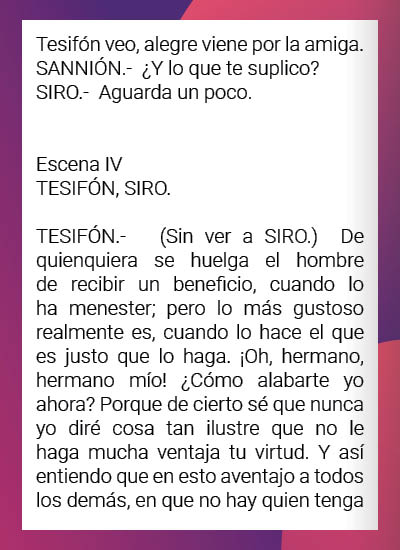 Tesifón veo, alegre viene por la amiga.
SANNIÓN.- ¿Y lo que te suplico?
SIRO.- Aguarda un poco.
Escena IV
TESIFÓN, SIRO.
TESIFÓN.- (Sin ver a SIRO.) De
quienquiera se huelga el hombre
de recibir un beneficio, cuando lo
ha menester; pero lo más gustoso
realmente es, cuando lo hace el que
es justo que lo haga. ¡Oh, hermano,
hermano mío! ¿Cómo alabarte yo
ahora? Porque de cierto sé que nunca
yo diré cosa tan ilustre que no le
haga mucha ventaja tu virtud. Y así
entiendo que en esto aventajo a todos
los demás, en que no hay quien tenga